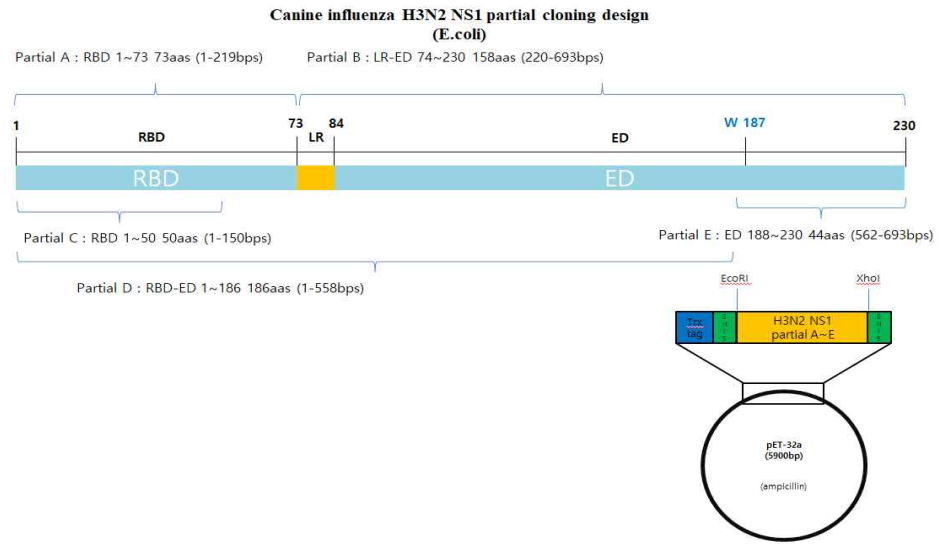 Canine influenza H3N2 NS1 partial cloning design
(E.coli)
Partial A : RBD 1~73 73aas (1-219bps)
Partial B : LR-ED 74~230 158aas (220-693bps)
1
73
84
W 187
230
RBD
LR
ED
RBD
ED
Partial C : RBD 1~50 50aas (1-150bps)
Partial E : ED 188~230 44aas (562-693bps)
Partial D : RBD-ED 1~186 186aas (1-558bps)
EcoRI
XhoI
Trx
tag
H3N2 NS1
partial A~E
pET-32a
(5900bp)
(ampicillin)